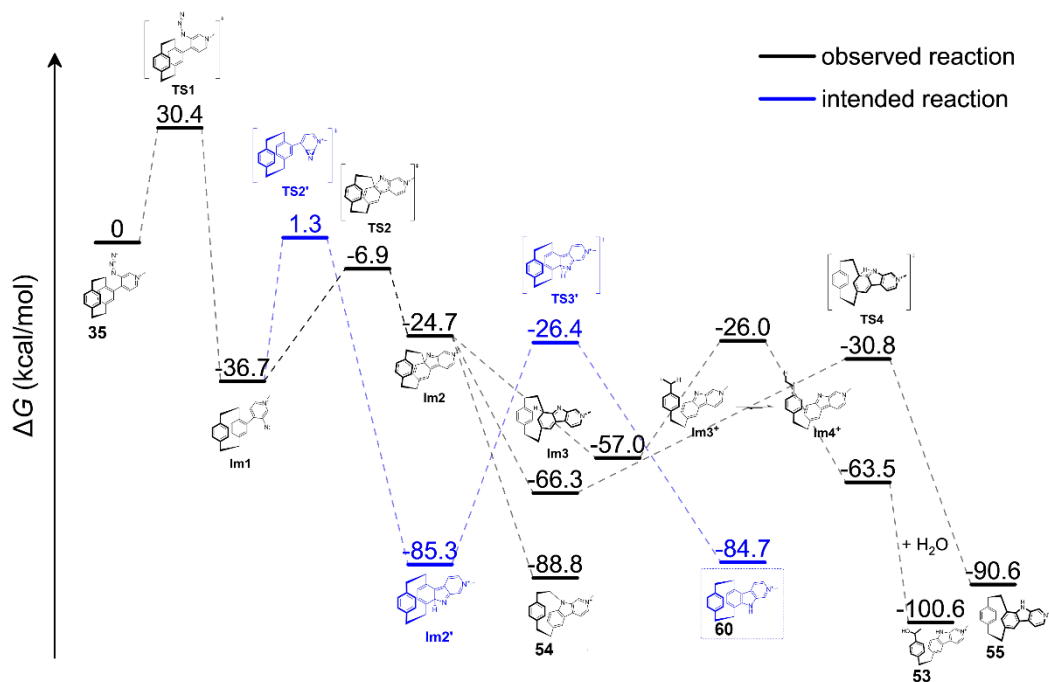 TS1
30.4
observed reaction
intended reaction
TS2'
TS2
1.3
0
-6.9
35
-24.7
-36.7
Im1
Im2
TS3'
-26.4
-26.0
TS4
-30.8
Im3
-57.0
Im3⁺
Im4⁺
-66.3
-63.5
-85.3
-88.8
-84.7
+ H₂O
-90.6
-100.6
Im2'
54
60
53
55
ΔG (kcal/mol)